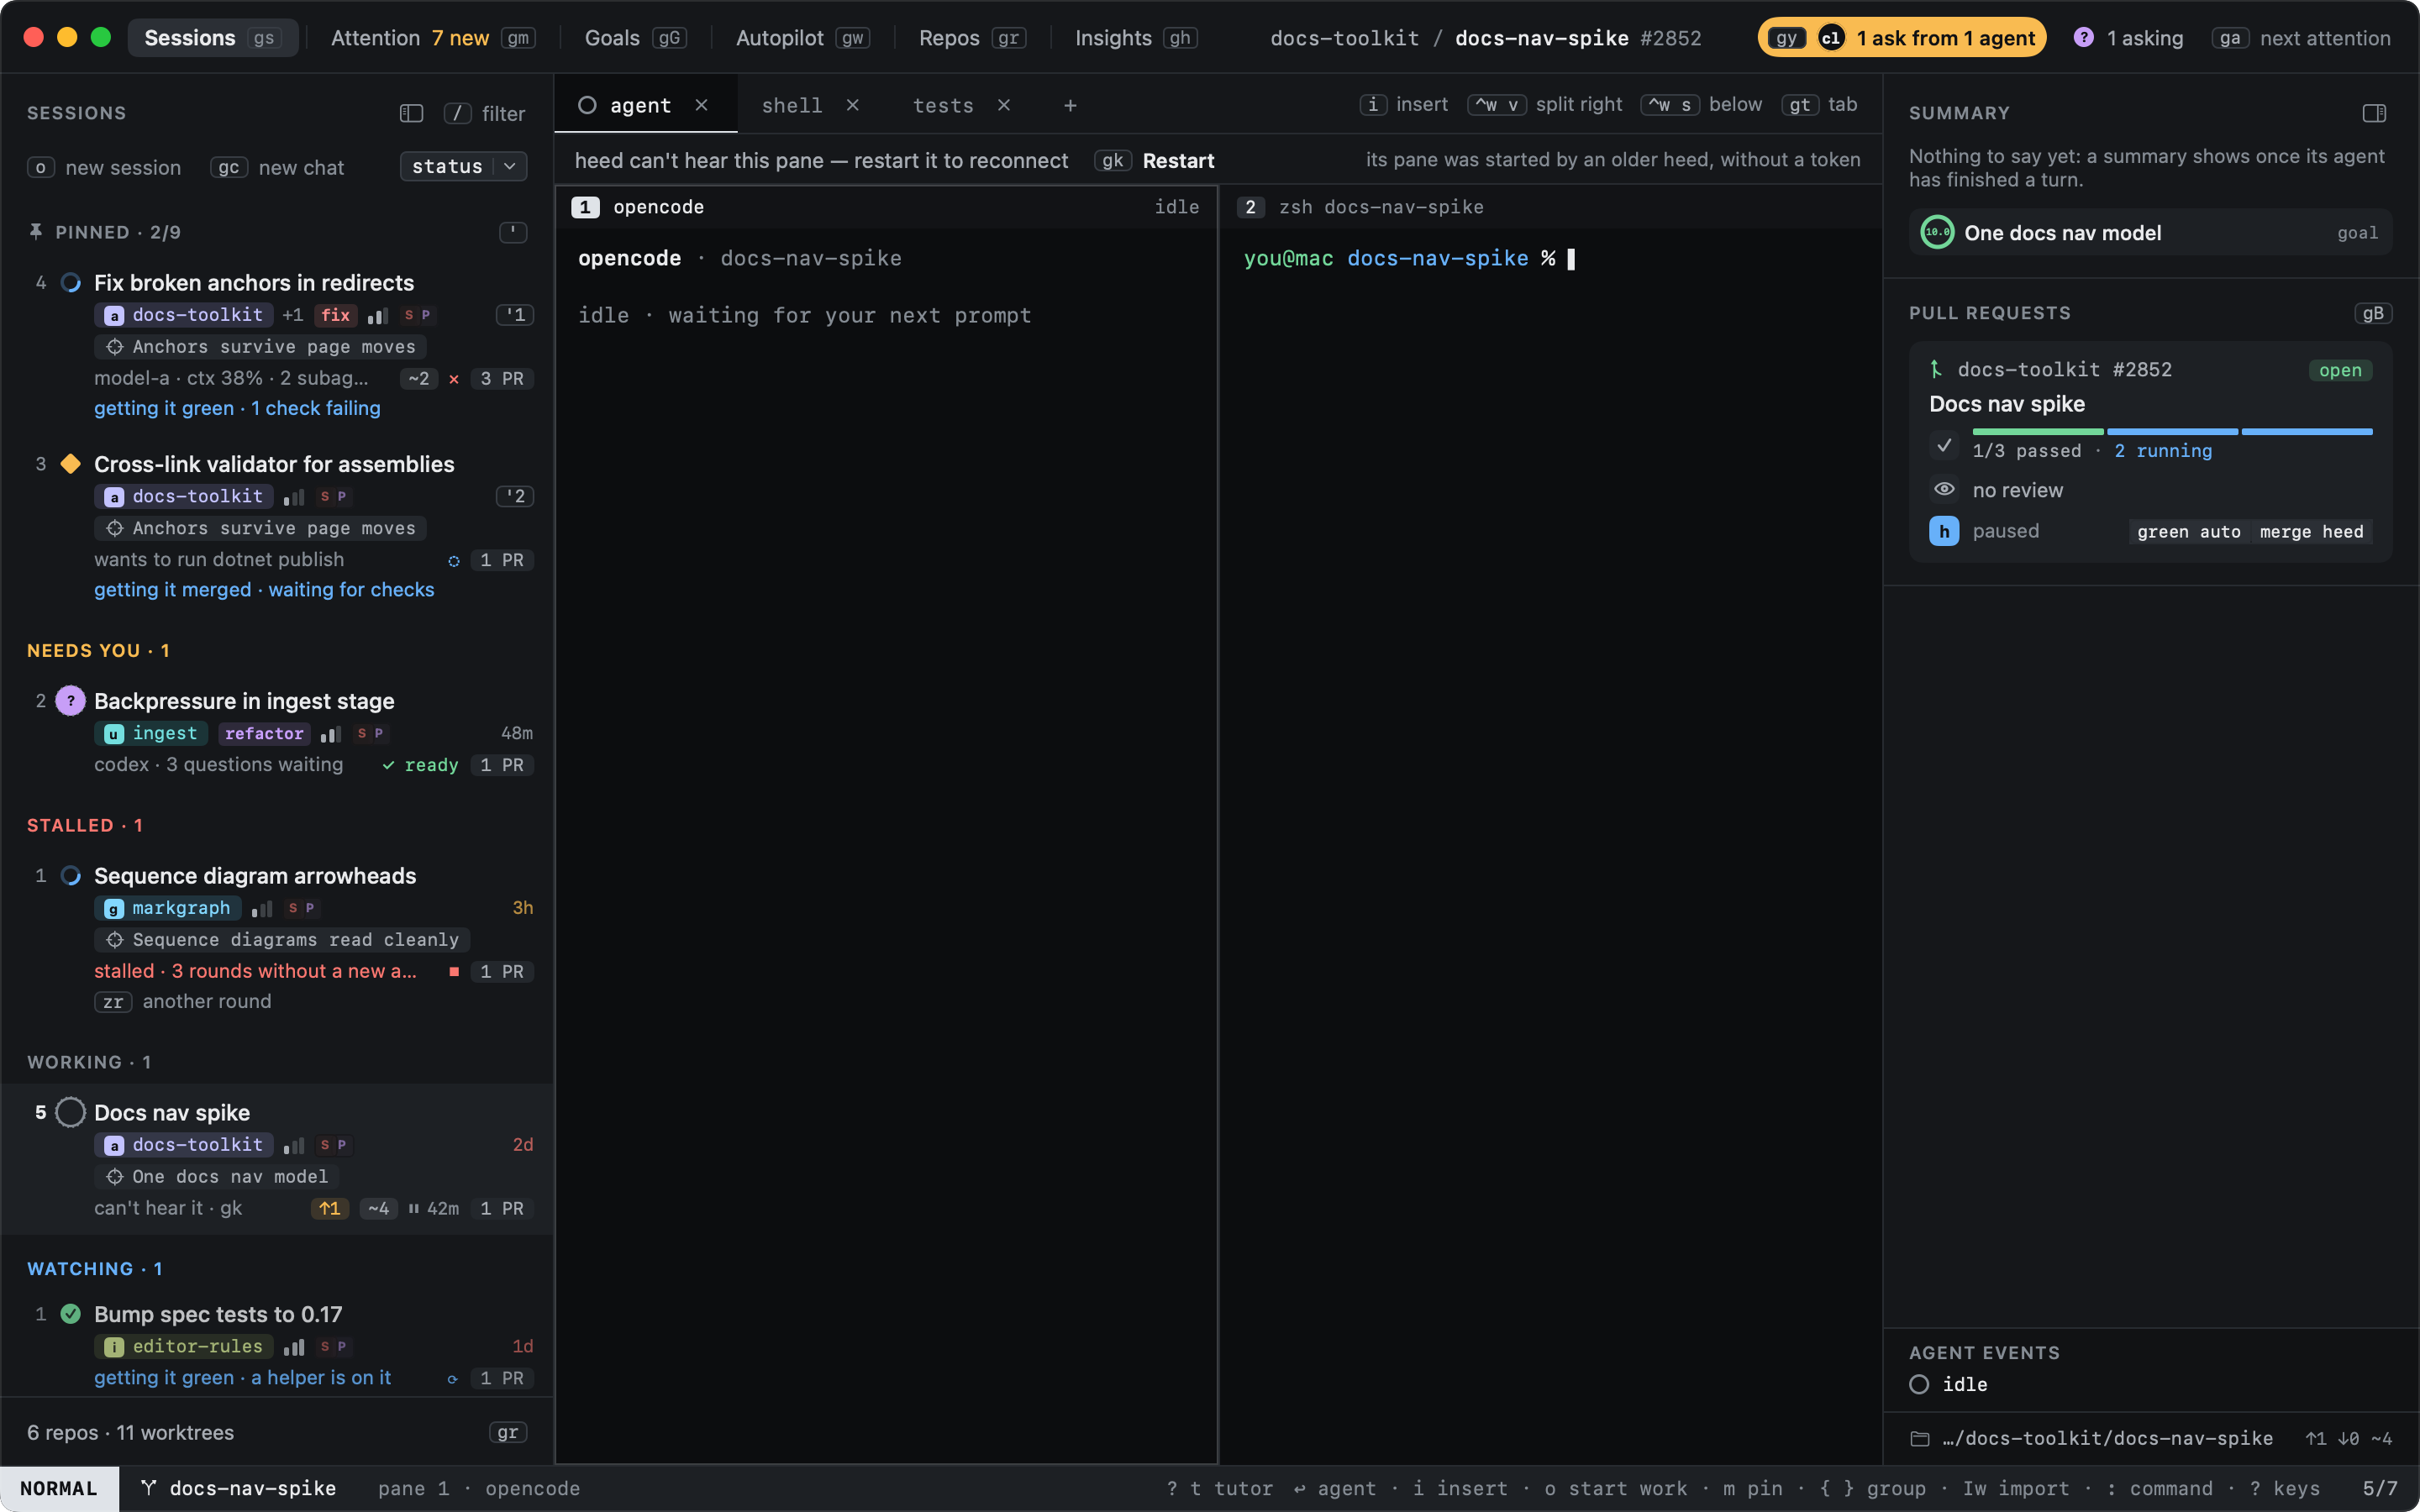 Sessions gs Attention 7 new gm Goals gG Autopilot gw Repos gr Insights gh docs-toolkit / docs-nav-spike #2852 gy cl 1 ask from 1 agent ? 1 asking ga next attention
SESSIONS / filter
o new session gc new chat status
PINNED · 2/9 '
4 Fix broken anchors in redirects
a docs-toolkit +1 fix S P '1
Anchors survive page moves
model-a · ctx 38% · 2 subag... ~2 × 3 PR
getting it green · 1 check failing
3 Cross-link validator for assemblies
a docs-toolkit S P '2
Anchors survive page moves
wants to run dotnet publish 1 PR
getting it merged · waiting for checks
NEEDS YOU · 1
2 ? Backpressure in ingest stage
u ingest refactor S P 48m
codex · 3 questions waiting ✓ ready 1 PR
STALLED · 1
1 Sequence diagram arrowheads
g markgraph S P 3h
Sequence diagrams read cleanly
stalled · 3 rounds without a new a... 1 PR
zr another round
WORKING · 1
5 Docs nav spike
a docs-toolkit S P 2d
One docs nav model
can't hear it · gk ↑1 ~4 42m 1 PR
WATCHING · 1
1 Bump spec tests to 0.17
i editor-rules S P 1d
getting it green · a helper is on it 1 PR
6 repos · 11 worktrees gr
agent × shell × tests × + i insert ^w v split right ^w s below gt tab
heed can't hear this pane — restart it to reconnect gk Restart its pane was started by an older heed, without a token
1 opencode idle
opencode · docs-nav-spike
idle · waiting for your next prompt
2 zsh docs-nav-spike
you@mac docs-nav-spike %
SUMMARY
Nothing to say yet: a summary shows once its agent
has finished a turn.
10.0 One docs nav model goal
PULL REQUESTS gB
docs-toolkit #2852 open
Docs nav spike
1/3 passed · 2 running
no review
h paused green auto merge heed
AGENT EVENTS
idle
…/docs-toolkit/docs-nav-spike ↑1 ↓0 ~4
NORMAL docs-nav-spike pane 1 · opencode ? t tutor ↩ agent · i insert · o start work · m pin · { } group · Iw import · : command · ? keys 5/7